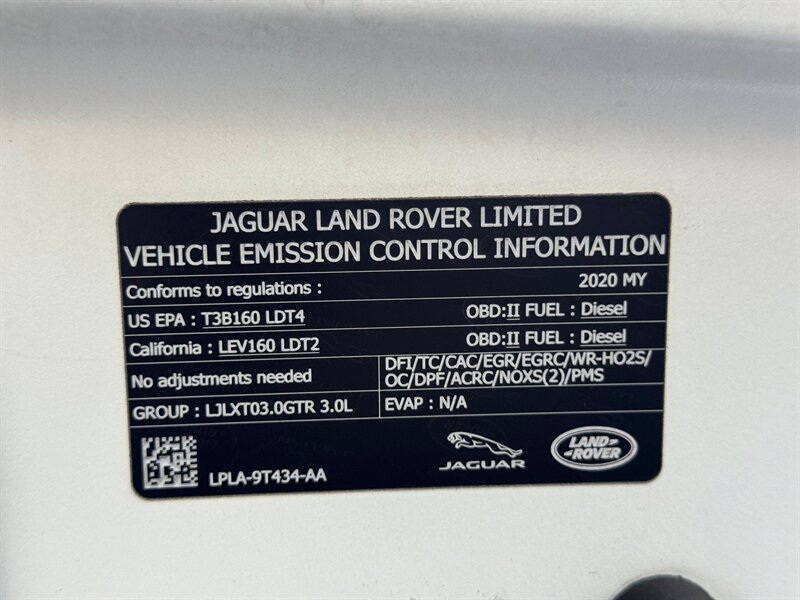 JAGUAR LAND ROVER LIMITED
VEHICLE EMISSION CONTROL INFORMATION
Conforms to regulations : 2020 MY
US EPA : T3B160 LDT4 OBD:II FUEL : Diesel
California : LEV160 LDT2 OBD:II FUEL : Diesel
No adjustments needed
DFI/TC/CAC/EGR/EGRC/WR-HO2S/
OC/DPF/ACRC/NOXS(2)/PMS
GROUP : LJLXT03.0GTR 3.0L EVAP : N/A
LPLA-9T434-AA
JAGUAR
LAND-
ROVER